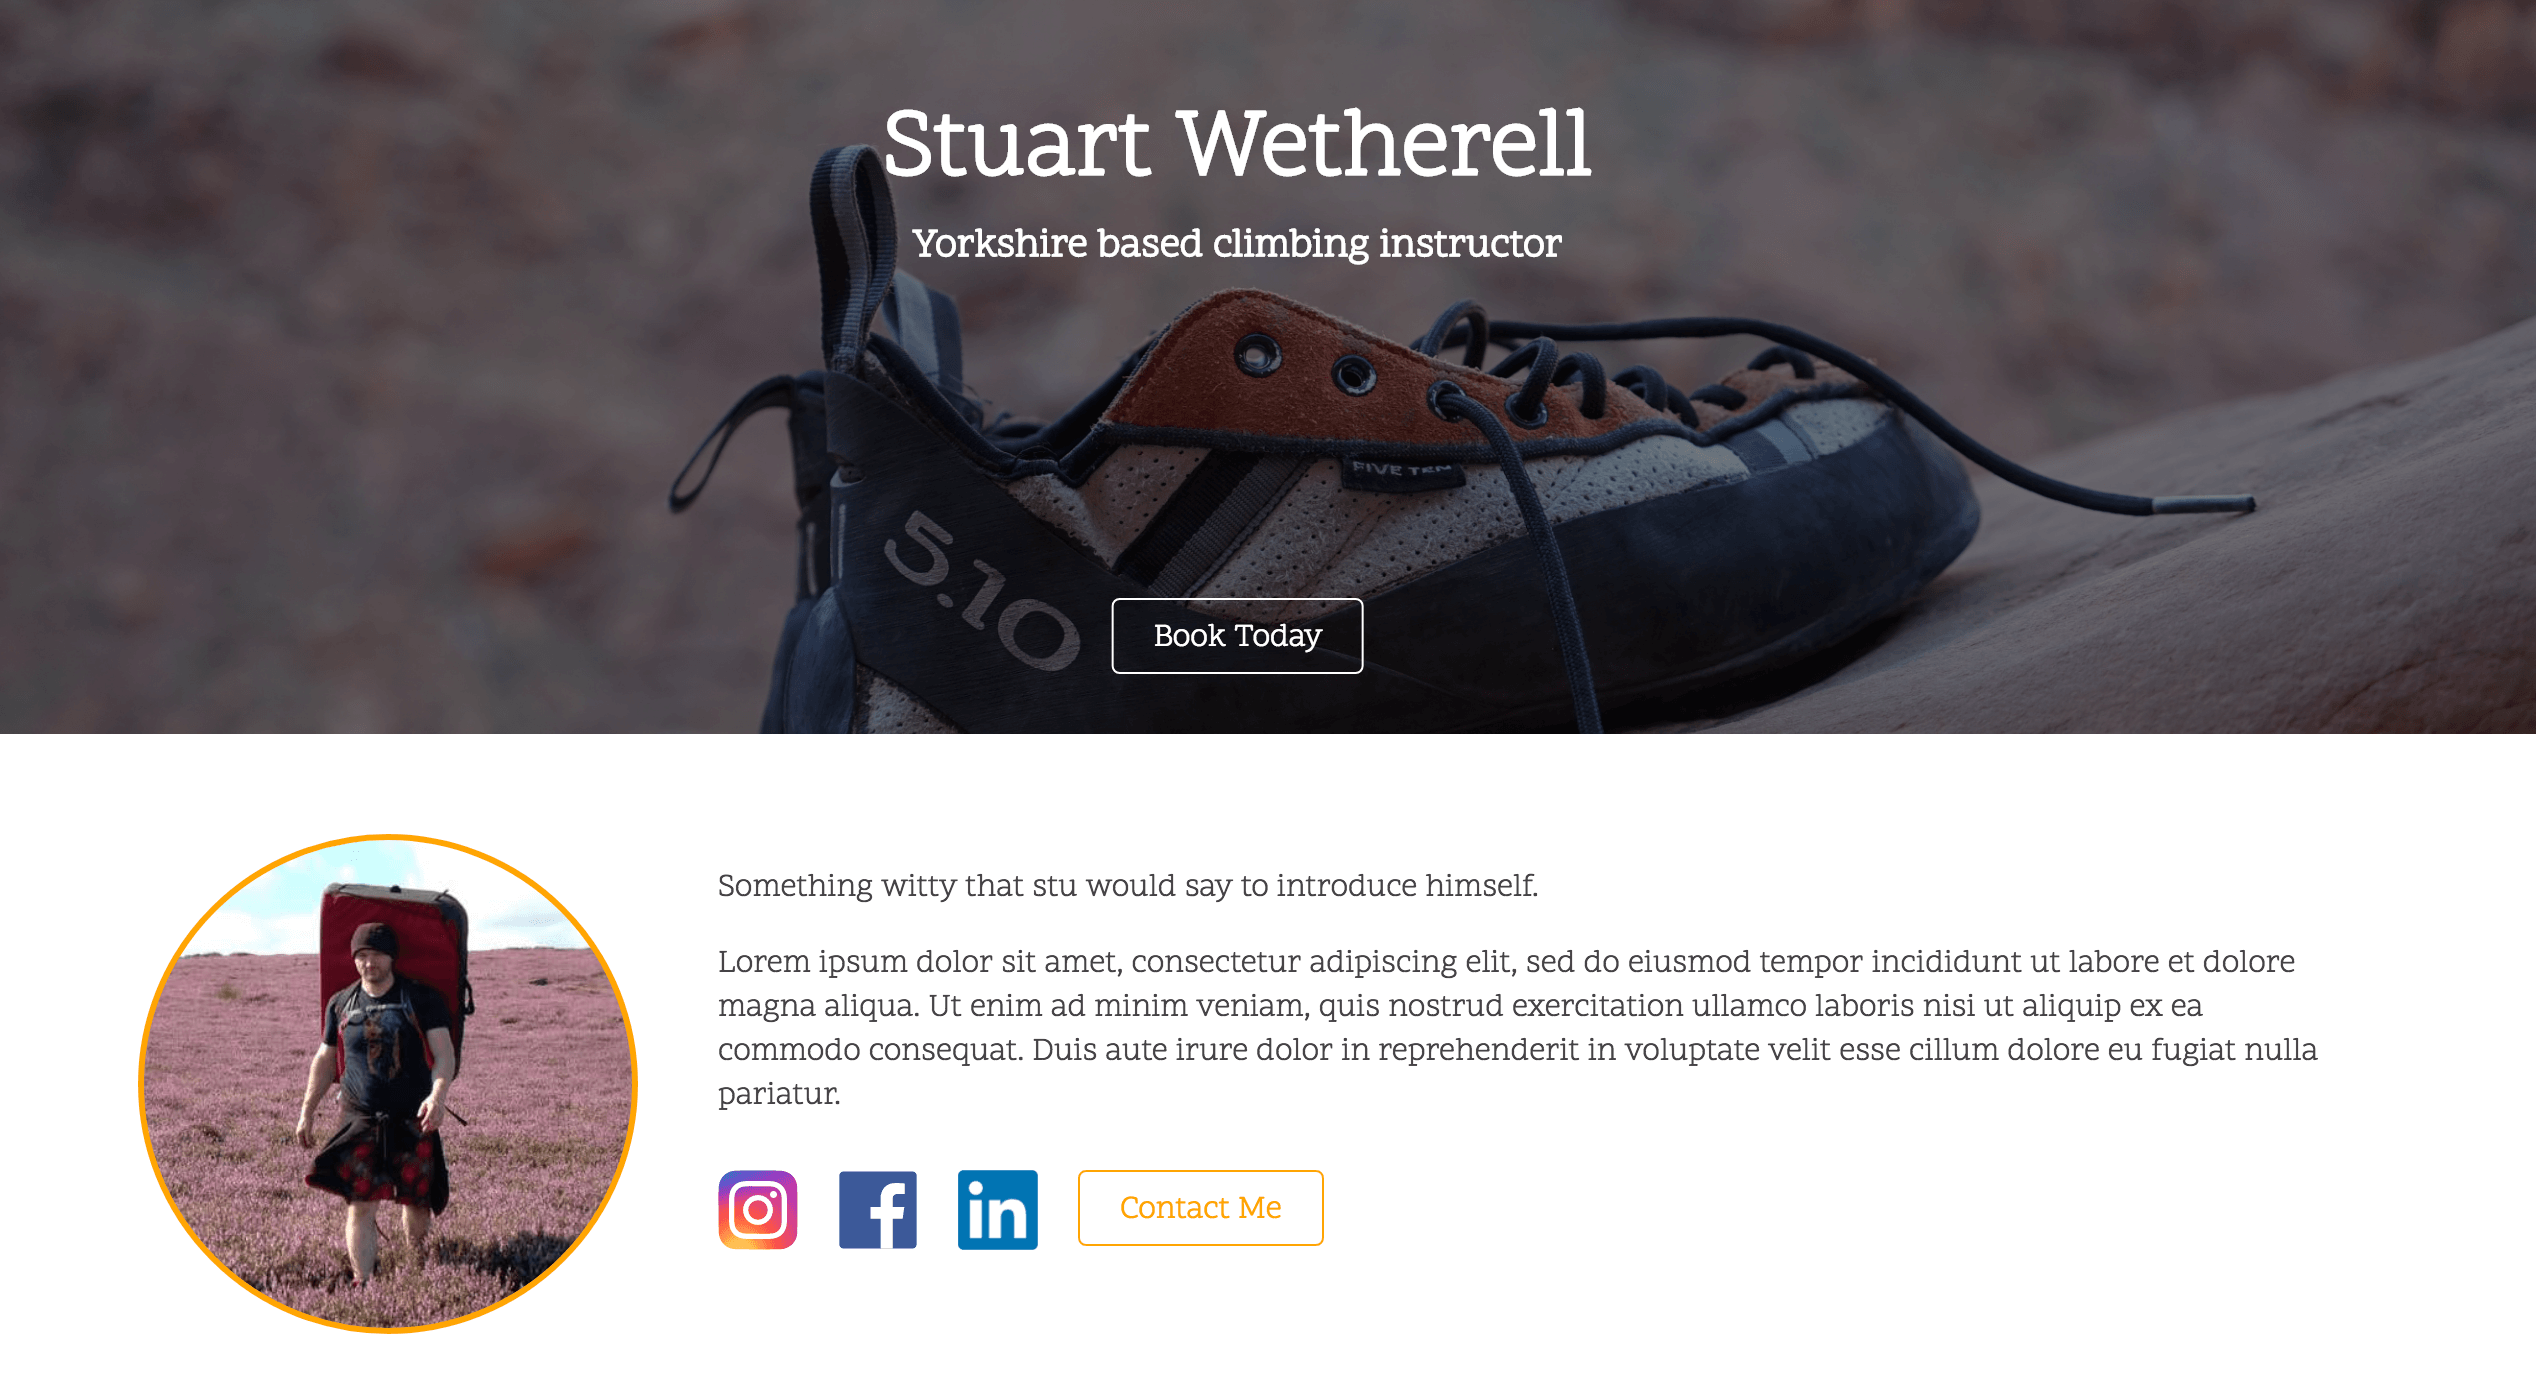 Stuart Wetherell
Yorkshire based climbing instructor
FIVE TEN
5.10
Book Today
Something witty that stu would say to introduce himself.
Lorem ipsum dolor sit amet, consectetur adipiscing elit, sed do eiusmod tempor incididunt ut labore et dolore
magna aliqua. Ut enim ad minim veniam, quis nostrud exercitation ullamco laboris nisi ut aliquip ex ea
commodo consequat. Duis aute irure dolor in reprehenderit in voluptate velit esse cillum dolore eu fugiat nulla
pariatur.
f
in
Contact Me